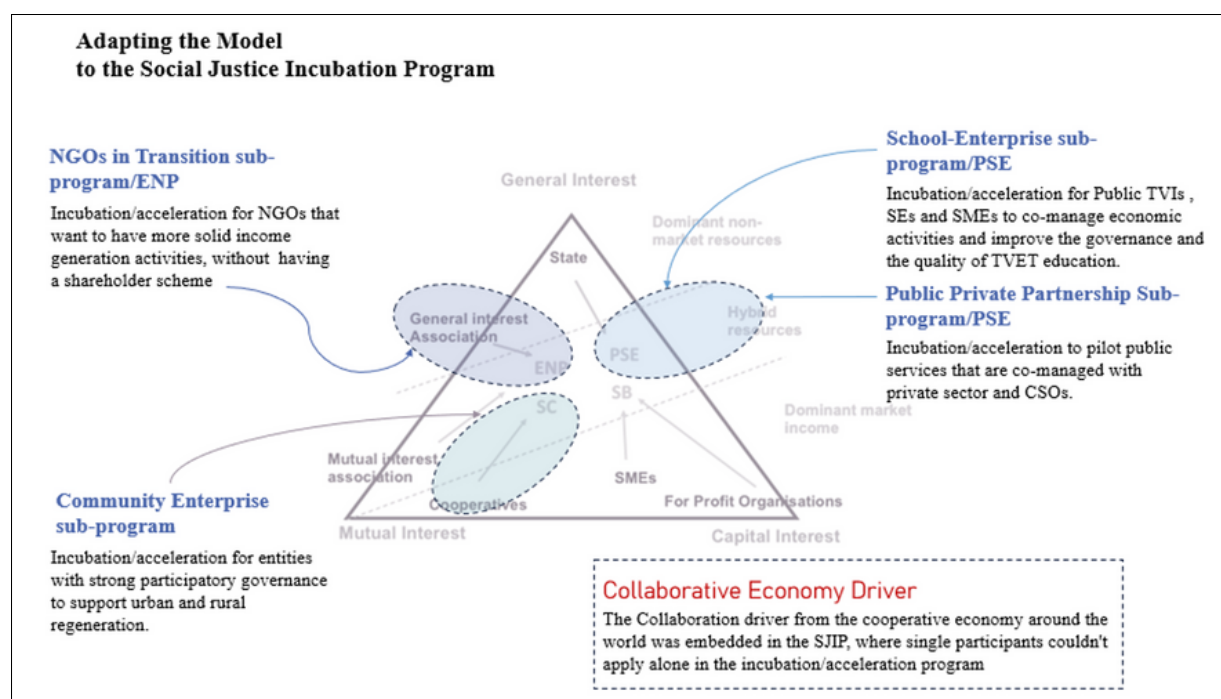 Adapting the Model
to the Social Justice Incubation Program
NGOs in Transition sub-
program/ENP
Incubation/acceleration for NGOs that
want to have more solid income
generation activities, without having
a shareholder scheme
School-Enterprise sub-
program/PSE
Incubation/acceleration for Public TVIs ,
SEs and SMEs to co-manage economic
activities and improve the governance and
the quality of TVET education.
Public Private Partnership Sub-
program/PSE
Incubation/acceleration to pilot public
services that are co-managed with
private sector and CSOs.
General Interest
Dominant non-
market resources
State
Hybrid
resources
General interest
Association
ENP
PSE
SC
SB
Dominant market
income
Mutual interest
association
SMEs
Cooperatives
For Profit Organisations
Mutual Interest
Capital Interest
Community Enterprise
sub-program
Incubation/acceleration for entities
with strong participatory governance
to support urban and rural
regeneration.
Collaborative Economy Driver
The Collaboration driver from the cooperative economy around the
world was embedded in the SJIP, where single participants couldn't
apply alone in the incubation/acceleration program